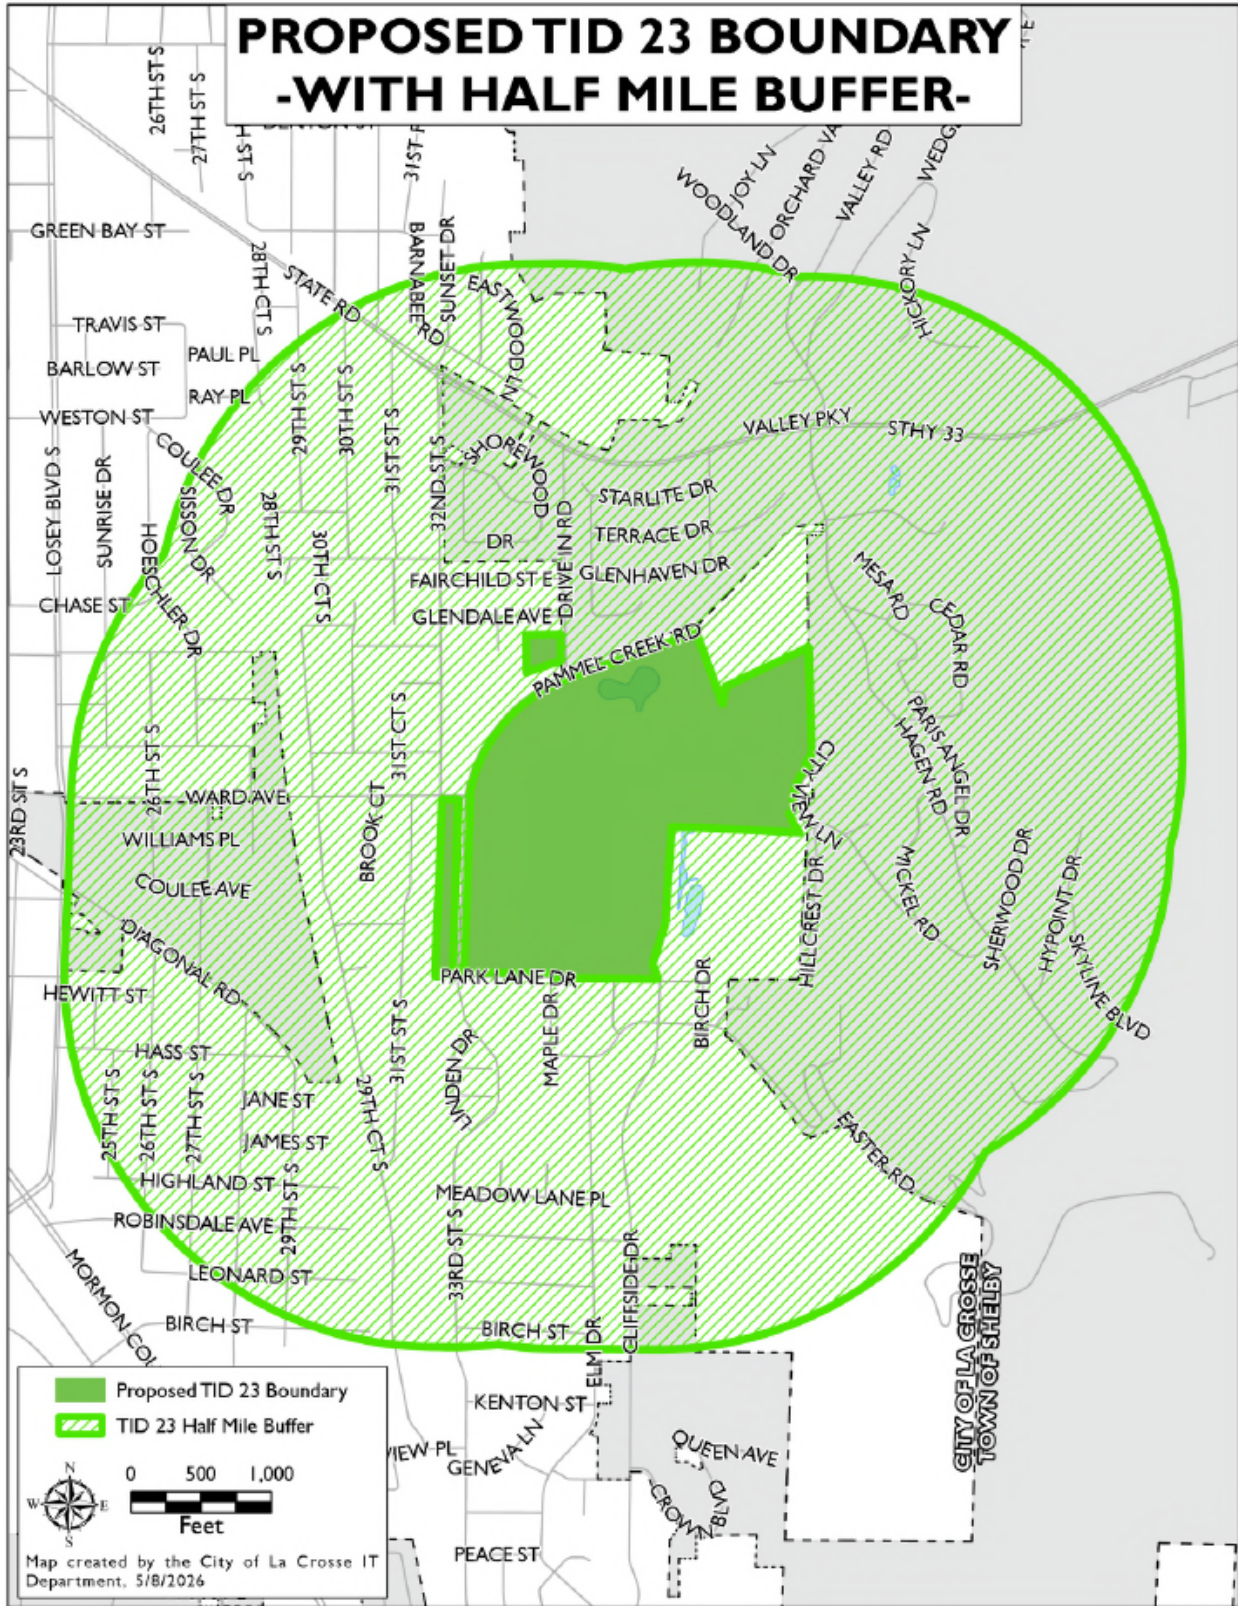 PROPOSED TID 23 BOUNDARY
-WITH HALF MILE BUFFER-
26TH ST S
27TH ST S
31ST
JOY LN
VALLEY RD
WOODLAND DR
HICKORY LN
GREEN BAY ST
28TH CT S
STATE RD
BARNABEE RD
SUNSET DR
EASTWOOD LN
TRAVIS ST
PAUL PL
BARLOW ST
RAY PL
WESTON ST
29TH ST S
30TH ST S
31ST ST S
32ND ST S
VALLEY PKY
STHY 33
COULEE DR
SHOREWOOD
DR
LOSEY BLVD S
SUNRISE DR
SISSON DR
28TH ST S
STARLITE DR
HOESCHLER DR
30TH CT S
DRIVE IN RD
TERRACE DR
FAIRCHILD ST E
GLENHAVEN DR
MESA RD
CHASE ST
GLENDALE AVE
CEDAR RD
PAMMEL CREEK RD
31ST CT S
PARIS ANGEL DR
HAGEN RD
26TH ST S
CITY VIEW LN
23RD ST S
WARD AVE
BROOK CT
WILLIAMS PL
COULEE AVE
MICKEL RD
HILLCREST DR
SHERWOOD DR
HYPOINT DR
SKYLINE BLVD
DIAGONAL RD
PARK LANE DR
HEWITT ST
BIRCH DR
31ST ST S
MAPLE DR
LINDEN DR
HASS ST
25TH ST S
26TH ST S
27TH ST S
JANE ST
29TH CT S
JAMES ST
EASTER RD
HIGHLAND ST
MEADOW LANE PL
ROBINSDALE AVE
29TH ST S
33RD ST S
CLIFFSIDE DR
LEONARD ST
MORMON COU
BIRCH ST
BIRCH ST
ELM DR
CITY OF LA CROSSE
TOWN OF SHELBY
Proposed TID 23 Boundary
TID 23 Half Mile Buffer
KENTON ST
VIEW PL
GENEVA LN
QUEEN AVE
CROWN BLVD
PEACE ST
N
W
E
S
0 500 1,000
Feet
Map created by the City of La Crosse IT
Department, 5/8/2026